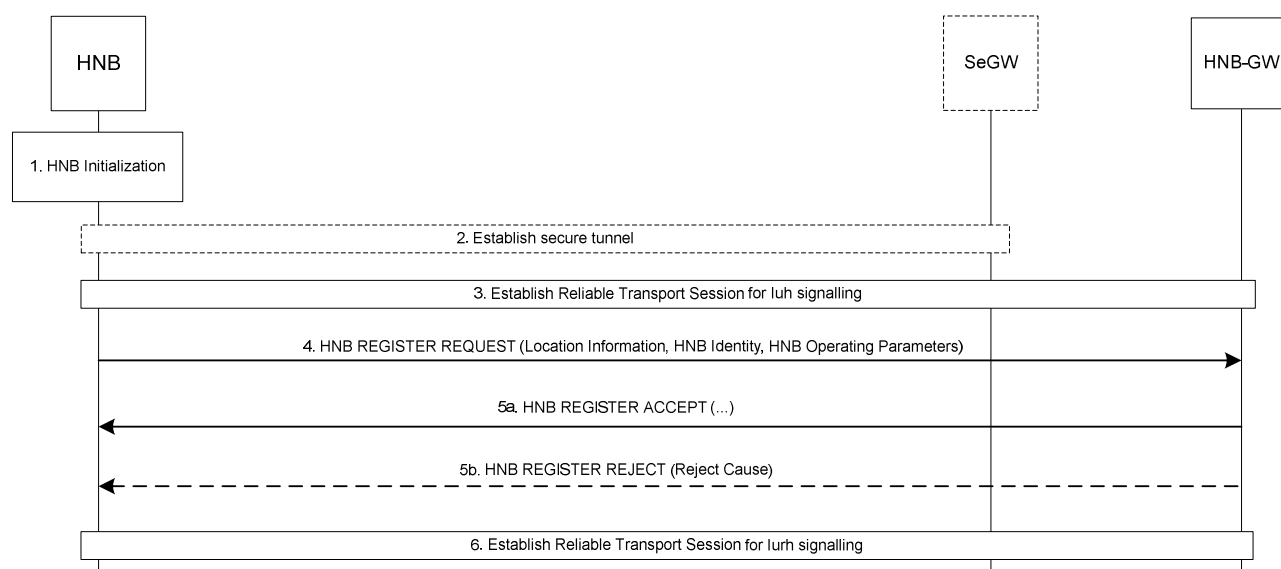 HNB
SeGW
HNB-GW
1. HNB Initialization
2. Establish secure tunnel
3. Establish Reliable Transport Session for Iuh signalling
4. HNB REGISTER REQUEST (Location Information, HNB Identity, HNB Operating Parameters)
5a. HNB REGISTER ACCEPT (...)
5b. HNB REGISTER REJECT (Reject Cause)
6. Establish Reliable Transport Session for Iurh signalling